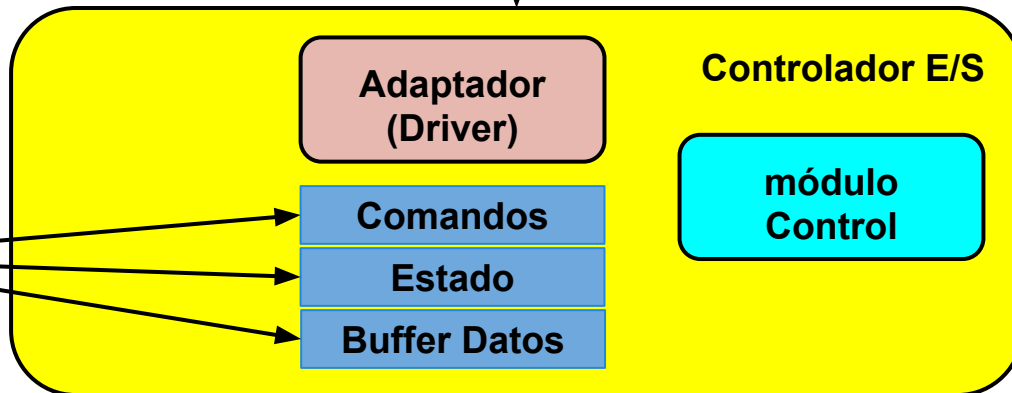 Adaptador
(Driver)
Controlador E/S
módulo
Control
Comandos
Estado
Buffer Datos